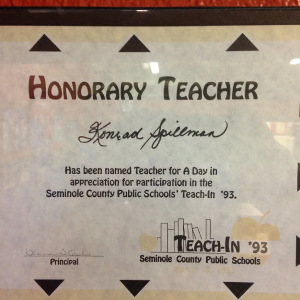 HONORARY TEACHER
Konrad Spillman
Has been named Teacher for A Day in
appreciation for participation in the
Seminole County Public Schools' Teach-In '93.
TEACH-IN '93
Principal
Seminole County Public Schools